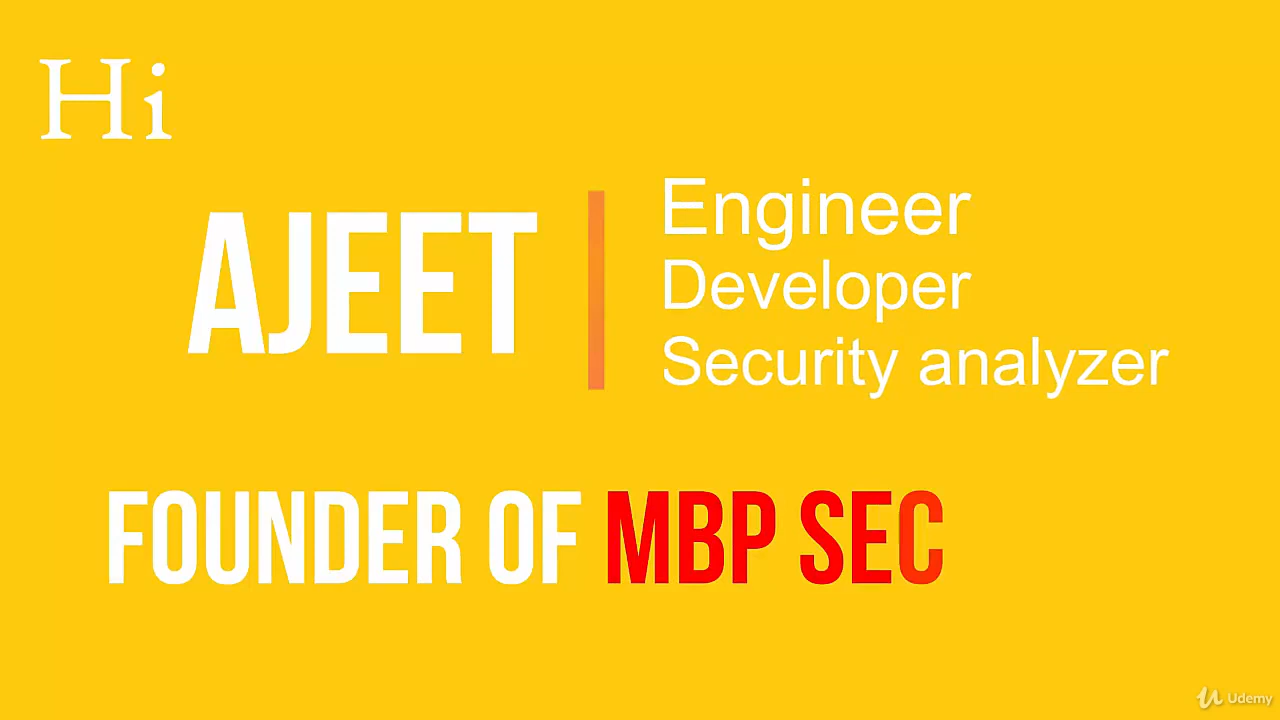 Hi
AJEET
Engineer
Developer
Security analyzer
FOUNDER OF MBP SEC
Udemy